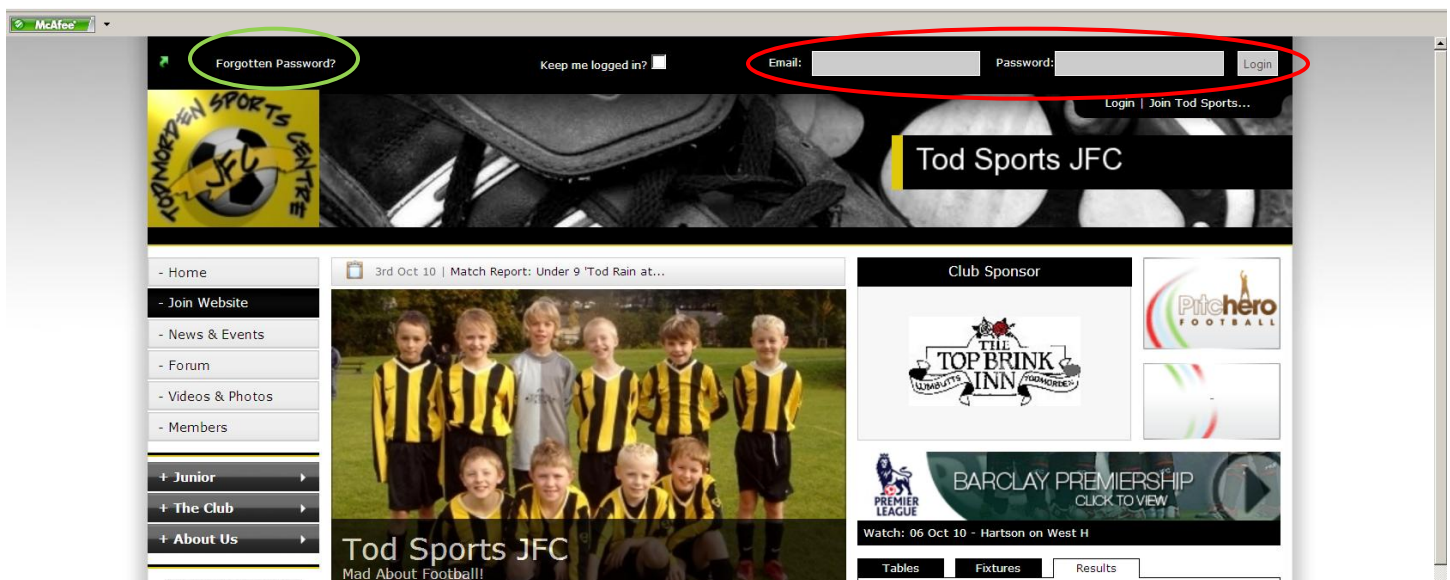 McAfee
Forgotten Password?
Keep me logged in?
Email:
Password:
Login
TODMORDEN SPORTS CENTRE
JFC
Login | Join Tod Sports...
Tod Sports JFC
- Home
- Join Website
- News & Events
- Forum
- Videos & Photos
- Members
+ Junior
+ The Club
+ About Us
3rd Oct 10 | Match Report: Under 9 'Tod Rain at...
Tod Sports JFC
Mad About Football!
Club Sponsor
THE
TOP BRINK
INN
LUMBUTTS
TODMORDEN
Pitchero
FOOTBALL
PREMIER
LEAGUE
BARCLAY PREMIERSHIP
CLICK TO VIEW
Watch: 06 Oct 10 - Hartson on West H
Tables
Fixtures
Results